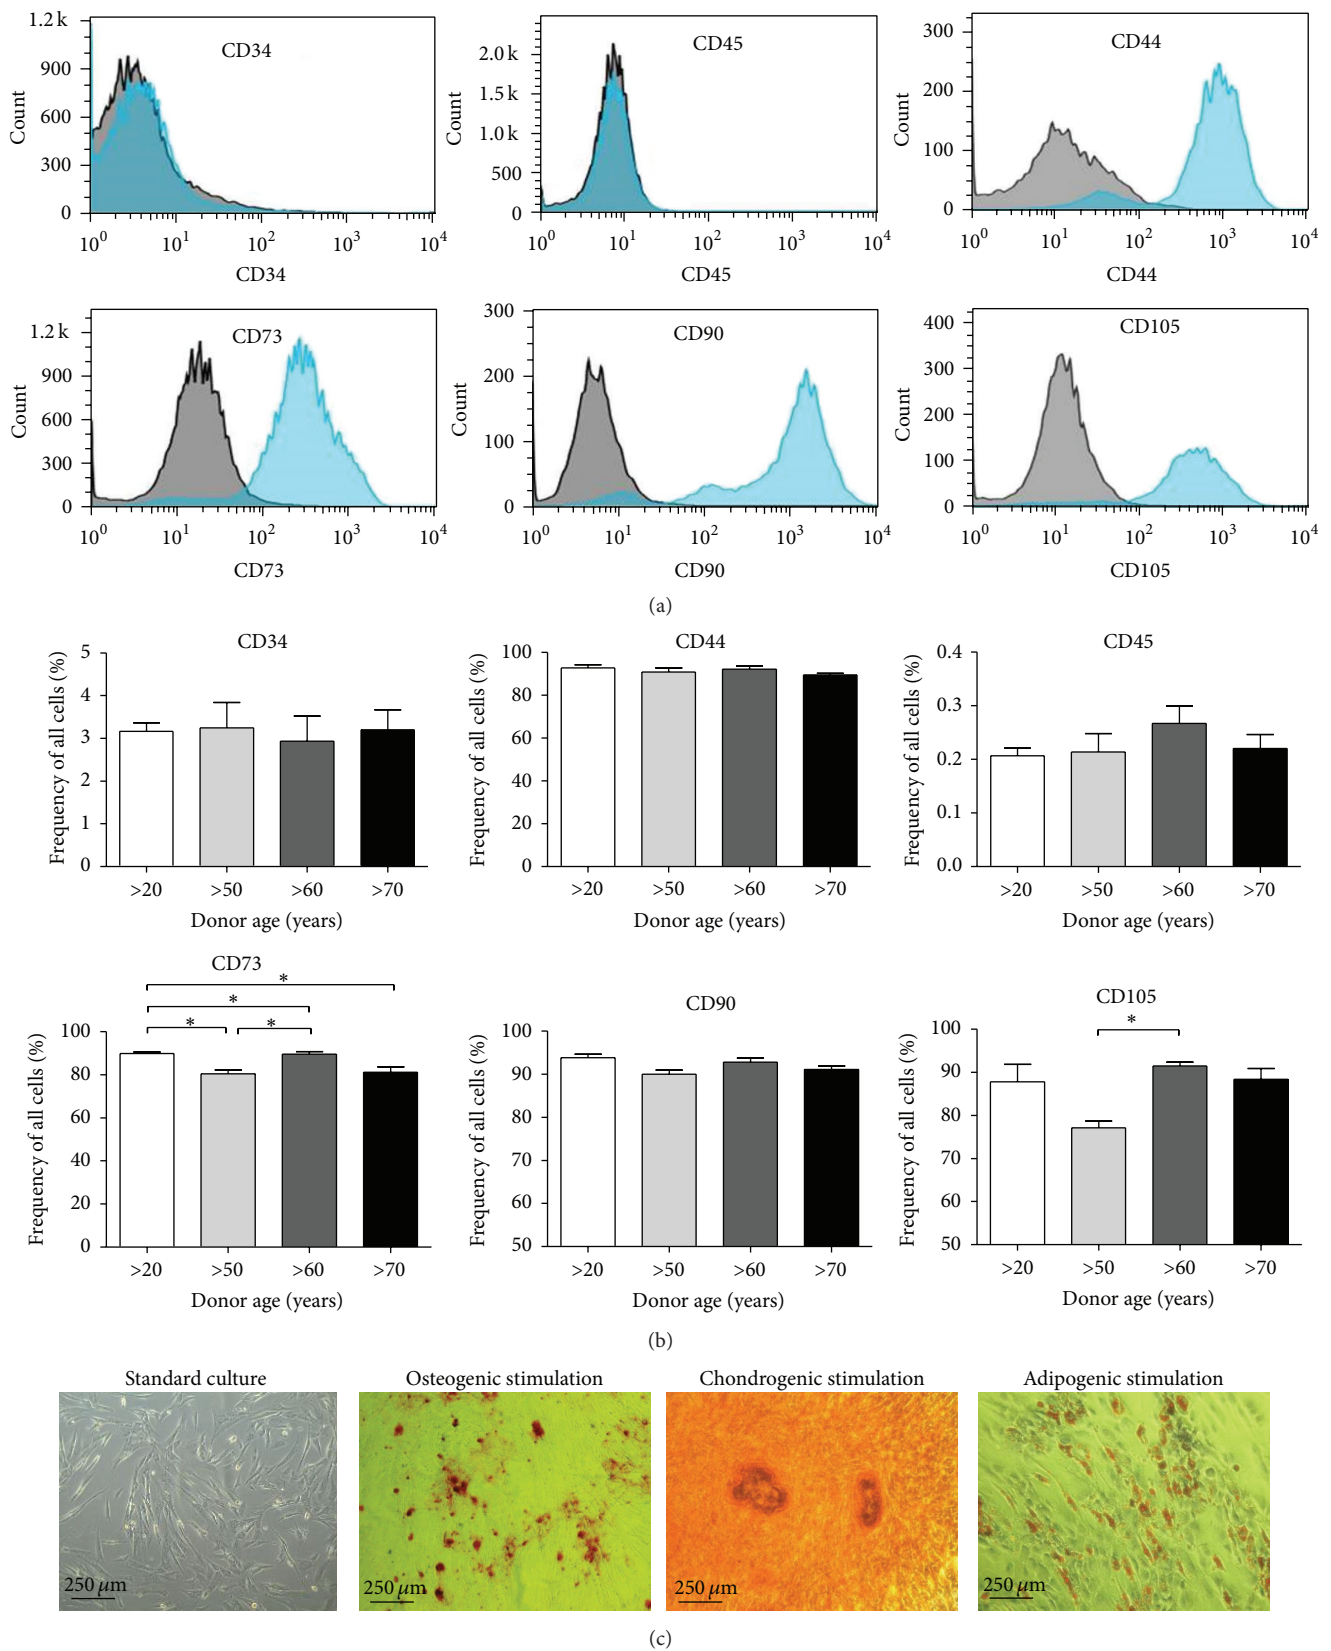 CD34
Count
1.2 k
900
600
300
0
10^0 10^1 10^2 10^3 10^4
CD34
CD45
Count
2.0 k
1.5 k
1.0 k
500
0
10^0 10^1 10^2 10^3 10^4
CD45
CD44
Count
300
200
100
0
10^0 10^1 10^2 10^3 10^4
CD44
CD73
Count
1.2 k
900
600
300
0
10^0 10^1 10^2 10^3 10^4
CD73
CD90
Count
300
200
100
0
10^0 10^1 10^2 10^3 10^4
CD90
CD105
Count
400
300
200
100
0
10^0 10^1 10^2 10^3 10^4
CD105
(a)
CD34
Frequency of all cells (%)
5
4
3
2
1
0
>20 >50 >60 >70
Donor age (years)
CD44
Frequency of all cells (%)
100
80
60
40
20
0
>20 >50 >60 >70
Donor age (years)
CD45
Frequency of all cells (%)
0.4
0.3
0.2
0.1
0.0
>20 >50 >60 >70
Donor age (years)
CD73
*
*
* *
Frequency of all cells (%)
100
80
60
40
20
0
>20 >50 >60 >70
Donor age (years)
CD90
Frequency of all cells (%)
100
90
80
70
60
50
>20 >50 >60 >70
Donor age (years)
CD105
*
Frequency of all cells (%)
100
90
80
70
60
50
>20 >50 >60 >70
Donor age (years)
(b)
Standard culture
250 μm
Osteogenic stimulation
250 μm
Chondrogenic stimulation
250 μm
Adipogenic stimulation
250 μm
(c)